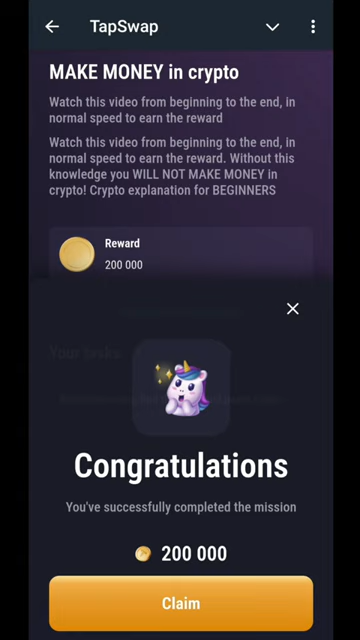 TapSwap
MAKE MONEY in crypto
Watch this video from beginning to the end, in
normal speed to earn the reward
Watch this video from beginning to the end, in
normal speed to earn the reward. Without this
knowledge you WILL NOT MAKE MONEY in
crypto! Crypto explanation for BEGINNERS
Reward
200 000
Your tasks
Congratulations
You've successfully completed the mission
200 000
Claim